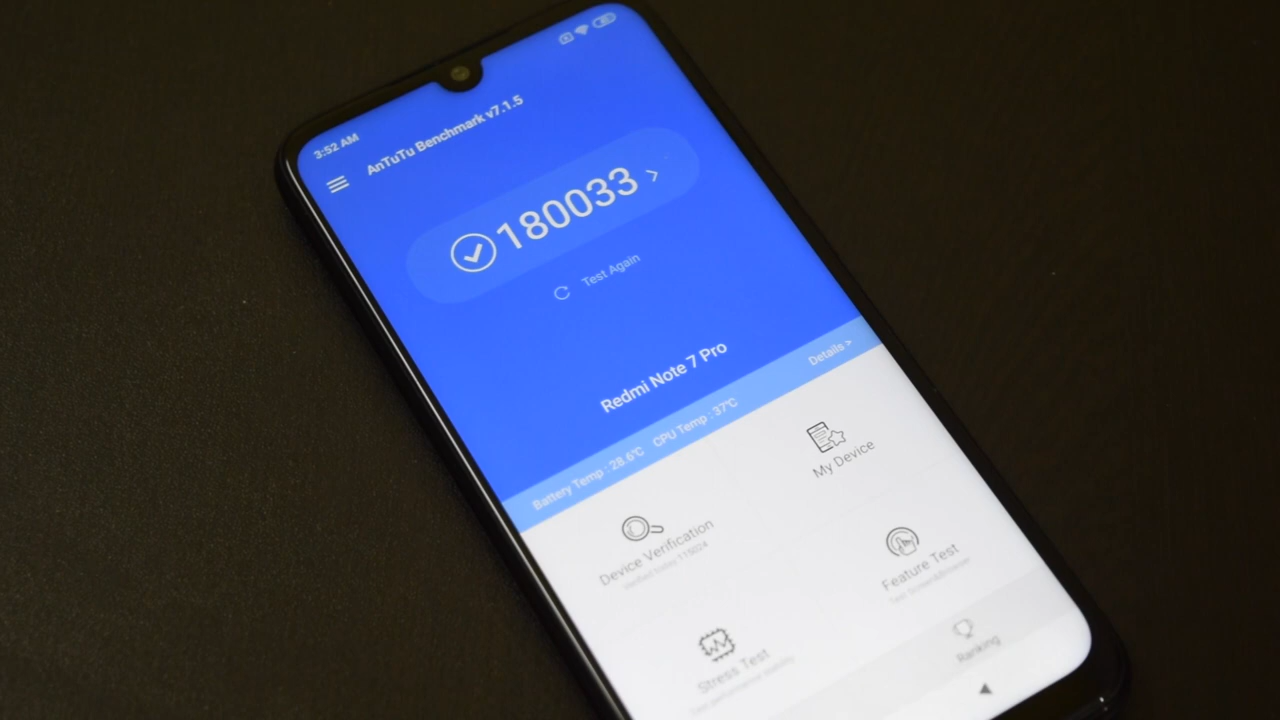 3:52 AM
AnTuTu Benchmark v7.1.5
180033
Test Again
Redmi Note 7 Pro
Battery Temp : 28.6℃ CPU Temp : 37℃ Details >
Device Verification
My Device
Stress Test
Feature Test
Ranking